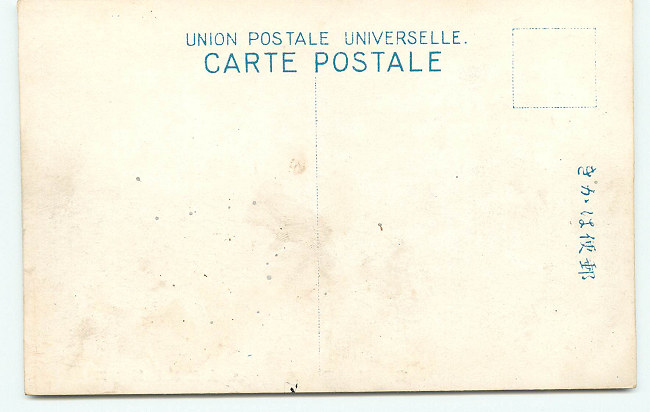 UNION POSTALE UNIVERSELLE.
CARTE POSTALE
郵便はかき